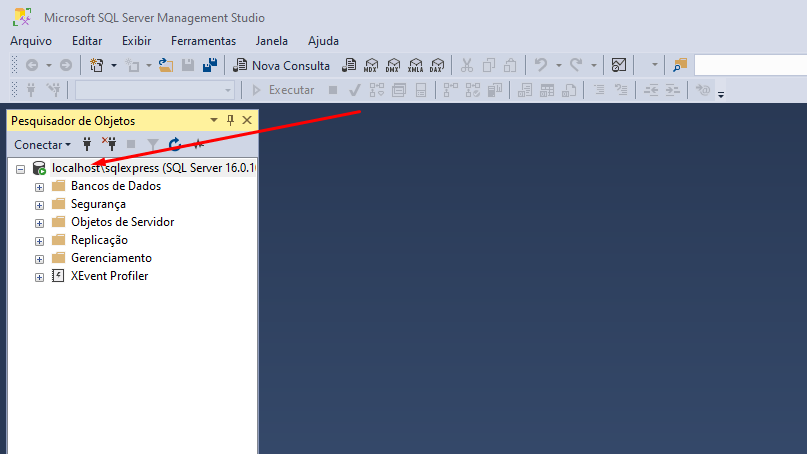 Microsoft SQL Server Management Studio
Arquivo Editar Exibir Ferramentas Janela Ajuda
Nova Consulta MDX DMX XMLA DAX
Executar
Pesquisador de Objetos
Conectar
localhost\sqlexpress (SQL Server 16.0.1
Bancos de Dados
Segurança
Objetos de Servidor
Replicação
Gerenciamento
XEvent Profiler